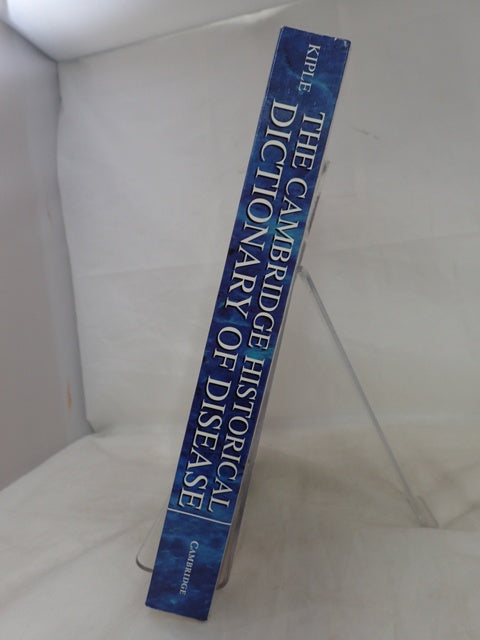 KIPLE
THE CAMBRIDGE HISTORICAL
DICTIONARY OF DISEASE
CAMBRIDGE